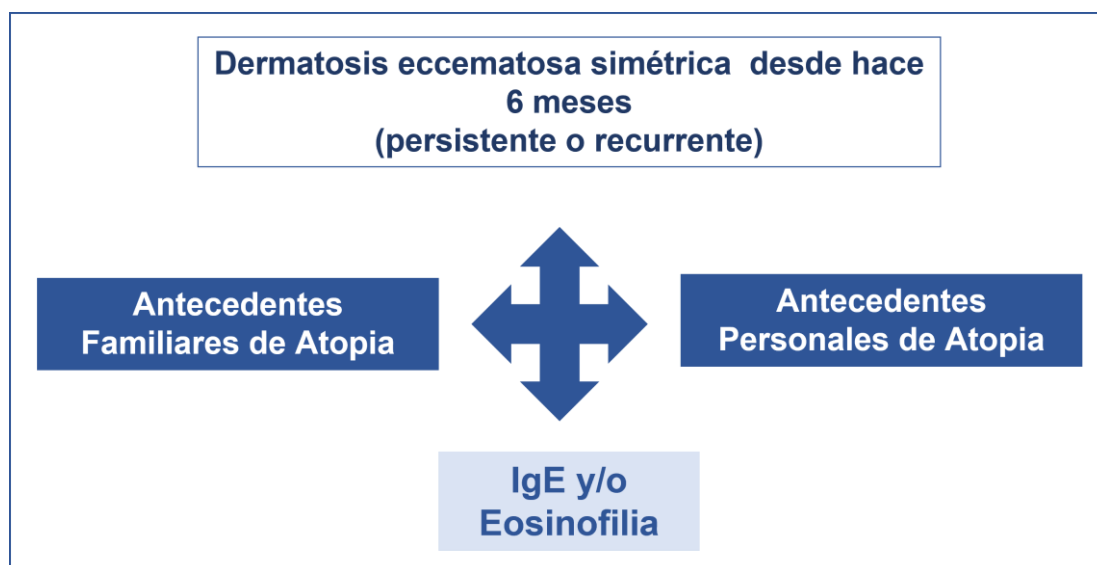 Dermatosis eccematosa simétrica desde hace
6 meses
(persistente o recurrente)
Antecedentes
Familiares de Atopia
Antecedentes
Personales de Atopia
IgE y/o
Eosinofilia